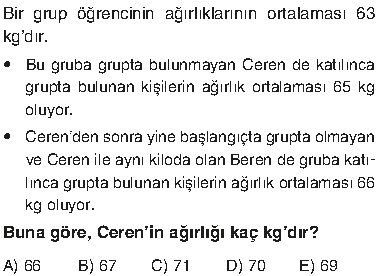 Bir grup öğrencinin ağırlıklarının ortalaması 63
kg'dır.
• Bu gruba grupta bulunmayan Ceren de katılınca
grupta bulunan kişilerin ağırlık ortalaması 65 kg
oluyor.
• Ceren'den sonra yine başlangıçta grupta olmayan
ve Ceren ile aynı kiloda olan Beren de gruba katı-
lınca grupta bulunan kişilerin ağırlık ortalaması 66
kg oluyor.
Buna göre, Ceren'in ağırlığı kaç kg'dır?
A) 66 B) 67 C) 71 D) 70 E) 69